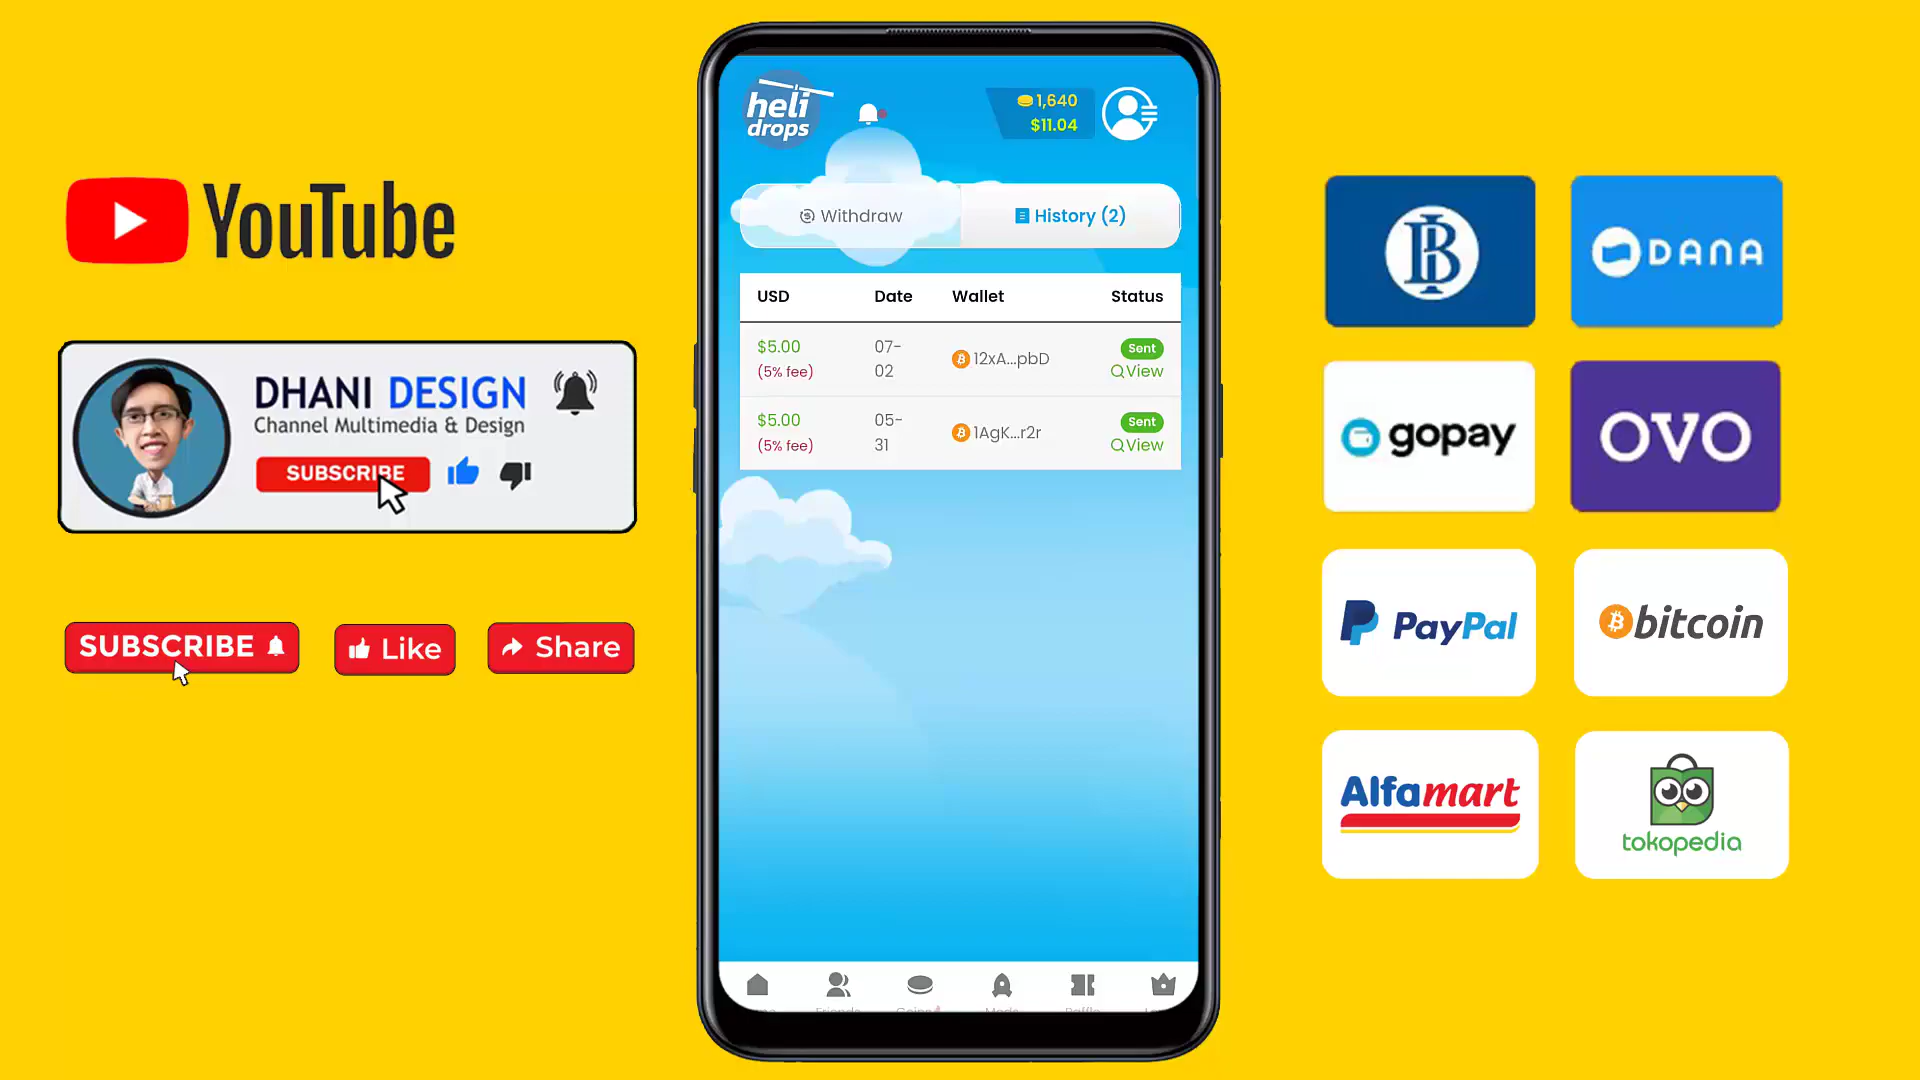 YouTube
DHANI DESIGN
Channel Multimedia & Design
SUBSCRIBE
SUBSCRIBE
Like
Share
heli
drops
1,640
$11.04
Withdraw
History (2)
USD Date Wallet Status
$5.00 07- 12xA...pbD Sent
(5% fee) 02 View
$5.00 05- 1AgK...r2r Sent
(5% fee) 31 View
Friends
DANA
gopay
OVO
PayPal
bitcoin
Alfamart
tokopedia